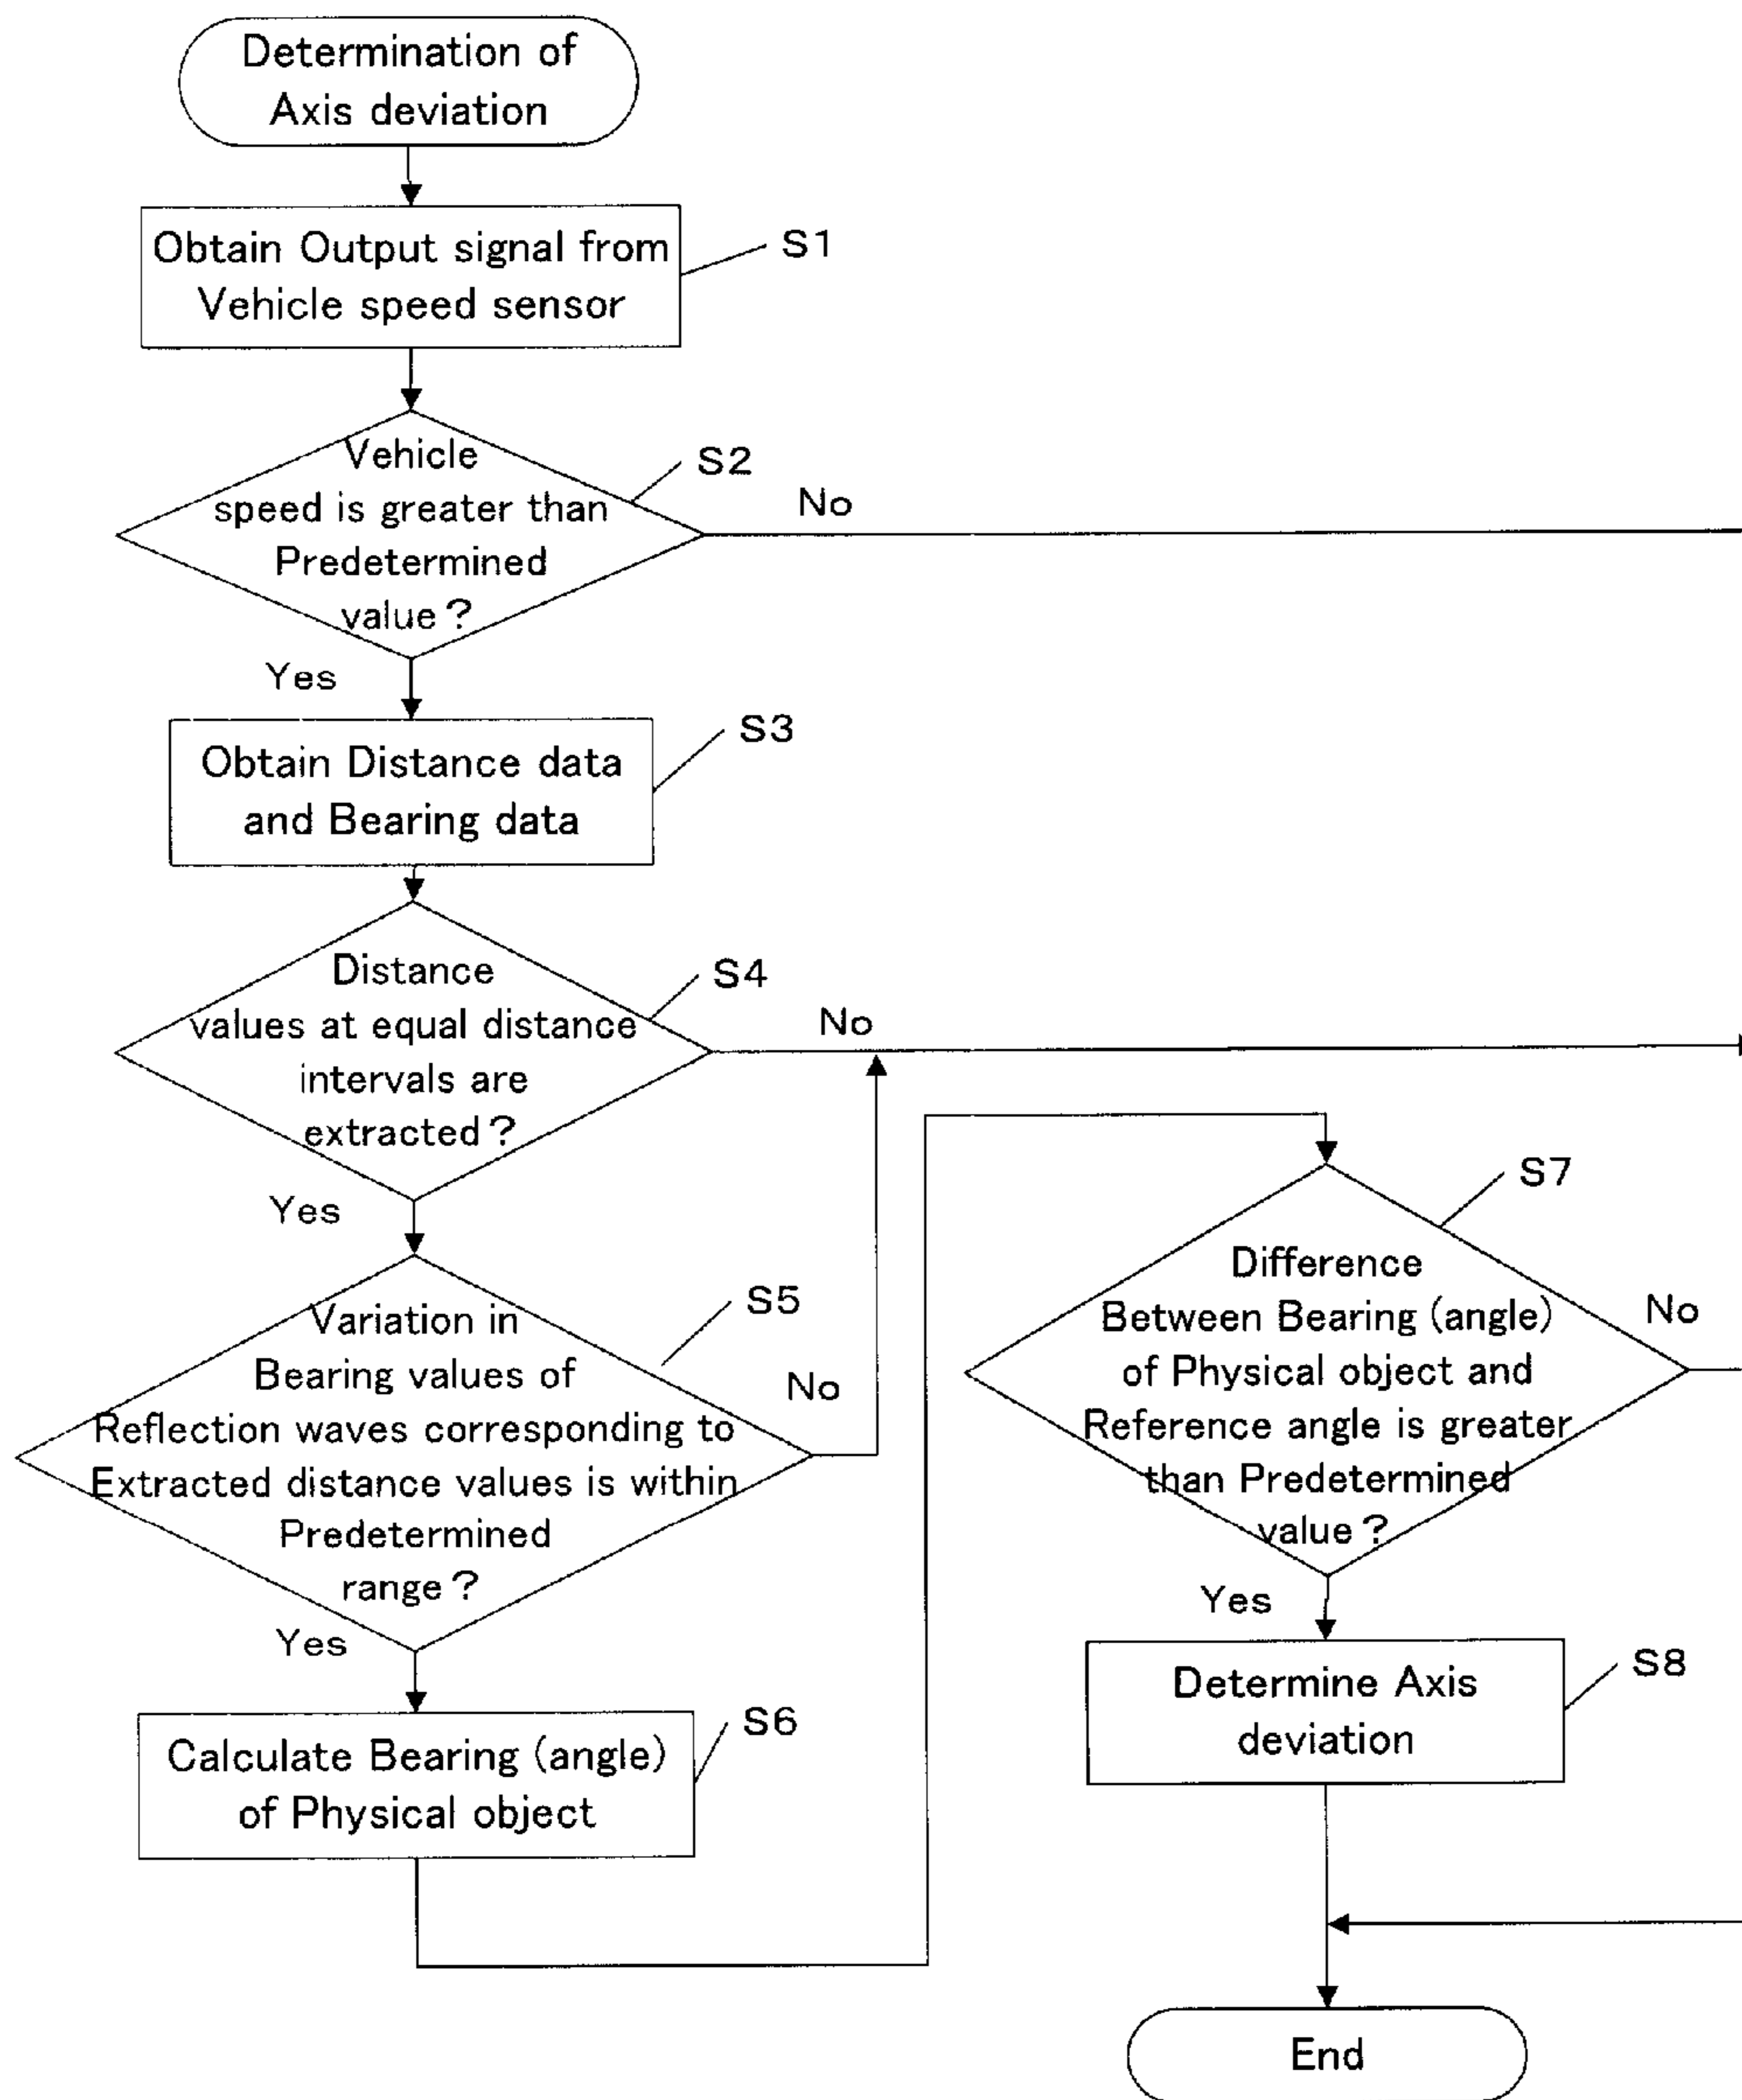 Determination of
Axis deviation
Obtain Output signal from
Vehicle speed sensor
S1
Vehicle
speed is greater than
Predetermined
value?
S2
No
Yes
Obtain Distance data
and Bearing data
S3
Distance
values at equal distance
intervals are
extracted?
S4
No
Yes
Variation in
Bearing values of
Reflection waves corresponding to
Extracted distance values is within
Predetermined
range?
S5
No
Yes
Calculate Bearing (angle)
of Physical object
S6
Difference
Between Bearing (angle)
of Physical object and
Reference angle is greater
than Predetermined
value?
S7
No
Yes
Determine Axis
deviation
S8
End